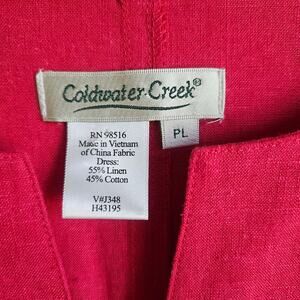 Coldwater Creek®
PL
RN 98516
Made in Vietnam
of China Fabric
Dress:
55% Linen
45% Cotton
V#J348
H43195